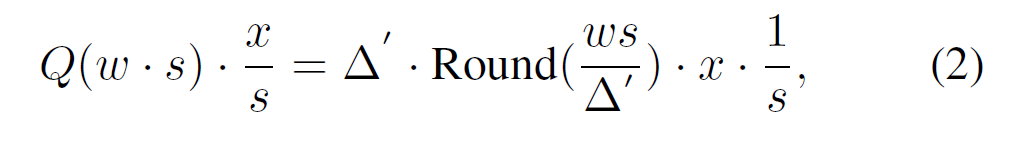 Q(w · s) · x/s = Δ′ · Round(ws/Δ′) · x · 1/s, (2)